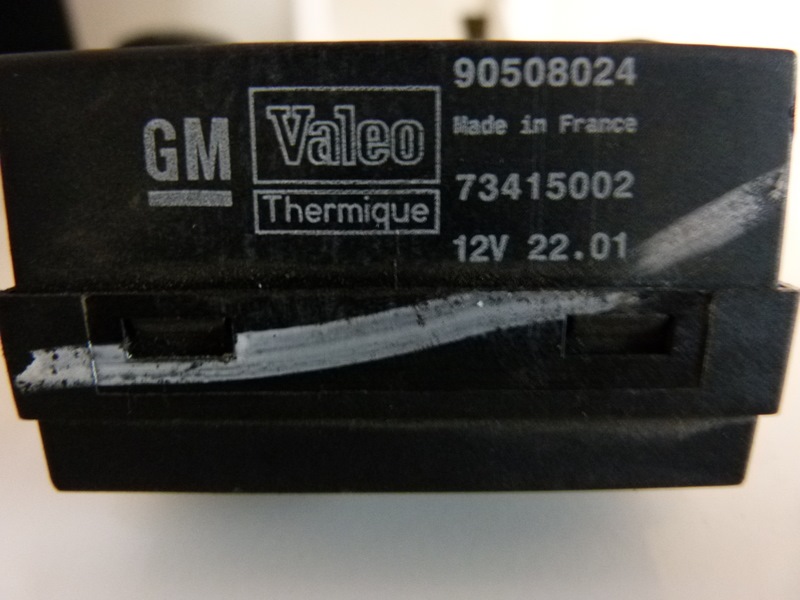 GM
Valeo
Thermique
90508024
Made in France
73415002
12V 22.01